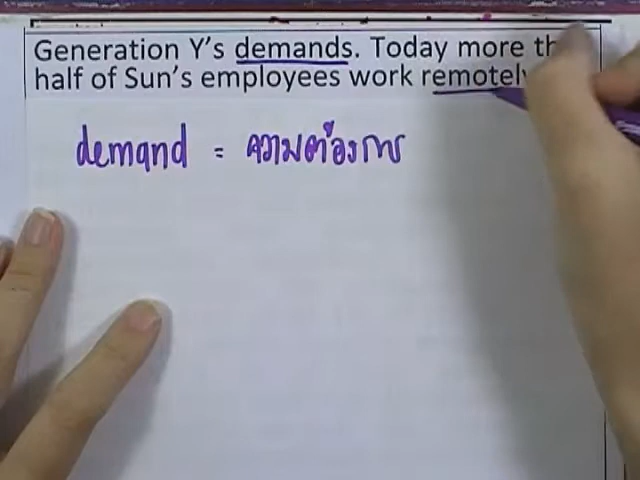 Generation Y's demands. Today more th
half of Sun's employees work remotely
demand = ความต้องการ